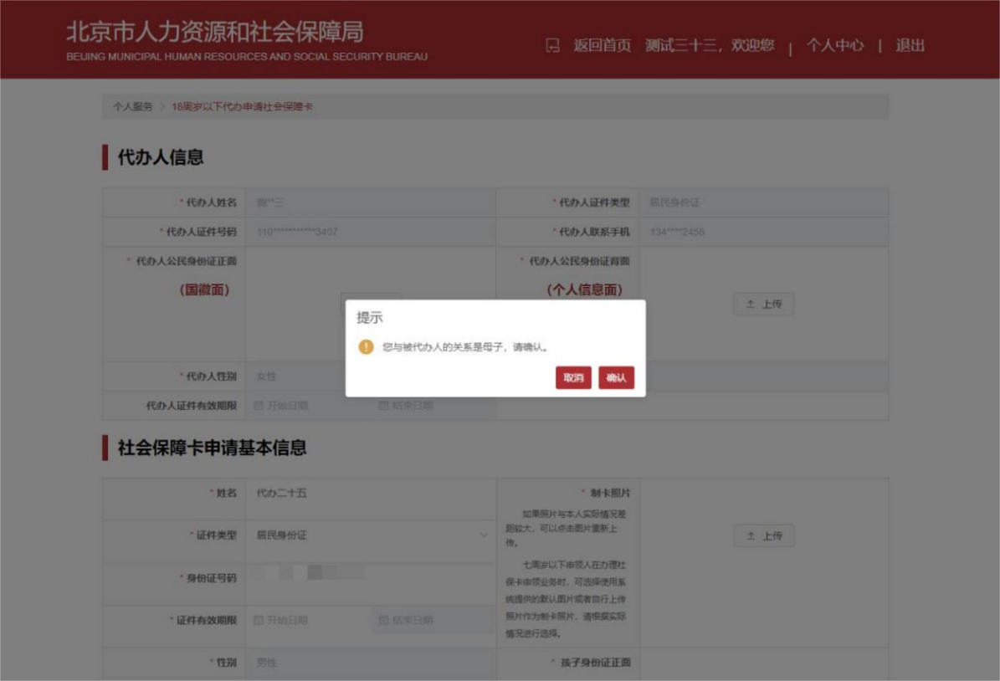 北京市人力资源和社会保障局
BEIJING MUNICIPAL HUMAN RESOURCES AND SOCIAL SECURITY BUREAU
返回首页 测试三十三，欢迎您 | 个人中心 | 退出
个人服务 > 18周岁以下代办申请社会保障卡
代办人信息
* 代办人姓名 测**三 * 代办人证件类型 居民身份证
* 代办人证件号码 110************3407 * 代办人联系手机 134****2458
* 代办人公民身份证正面 * 代办人公民身份证背面
（国徽面） （个人信息面）
上传
提示
您与被代办人的关系是母子，请确认。
取消 确认
* 代办人性别 女性
代办人证件有效期限 开始日期 结束日期
社会保障卡申请基本信息
* 姓名 代办二十五 * 制卡照片
如果照片与本人实际情况差
距较大，可以点击图片重新上
传。
上传
* 证件类型 居民身份证
七周岁以下申领人在办理社
保卡申领业务时，可选择使用系
统提供的默认图片或者自行上传
照片作为制卡照片，请根据实际
情况进行选择。
* 身份证号码
* 证件有效期限 开始日期 结束日期
* 性别 男性 * 孩子身份证正面